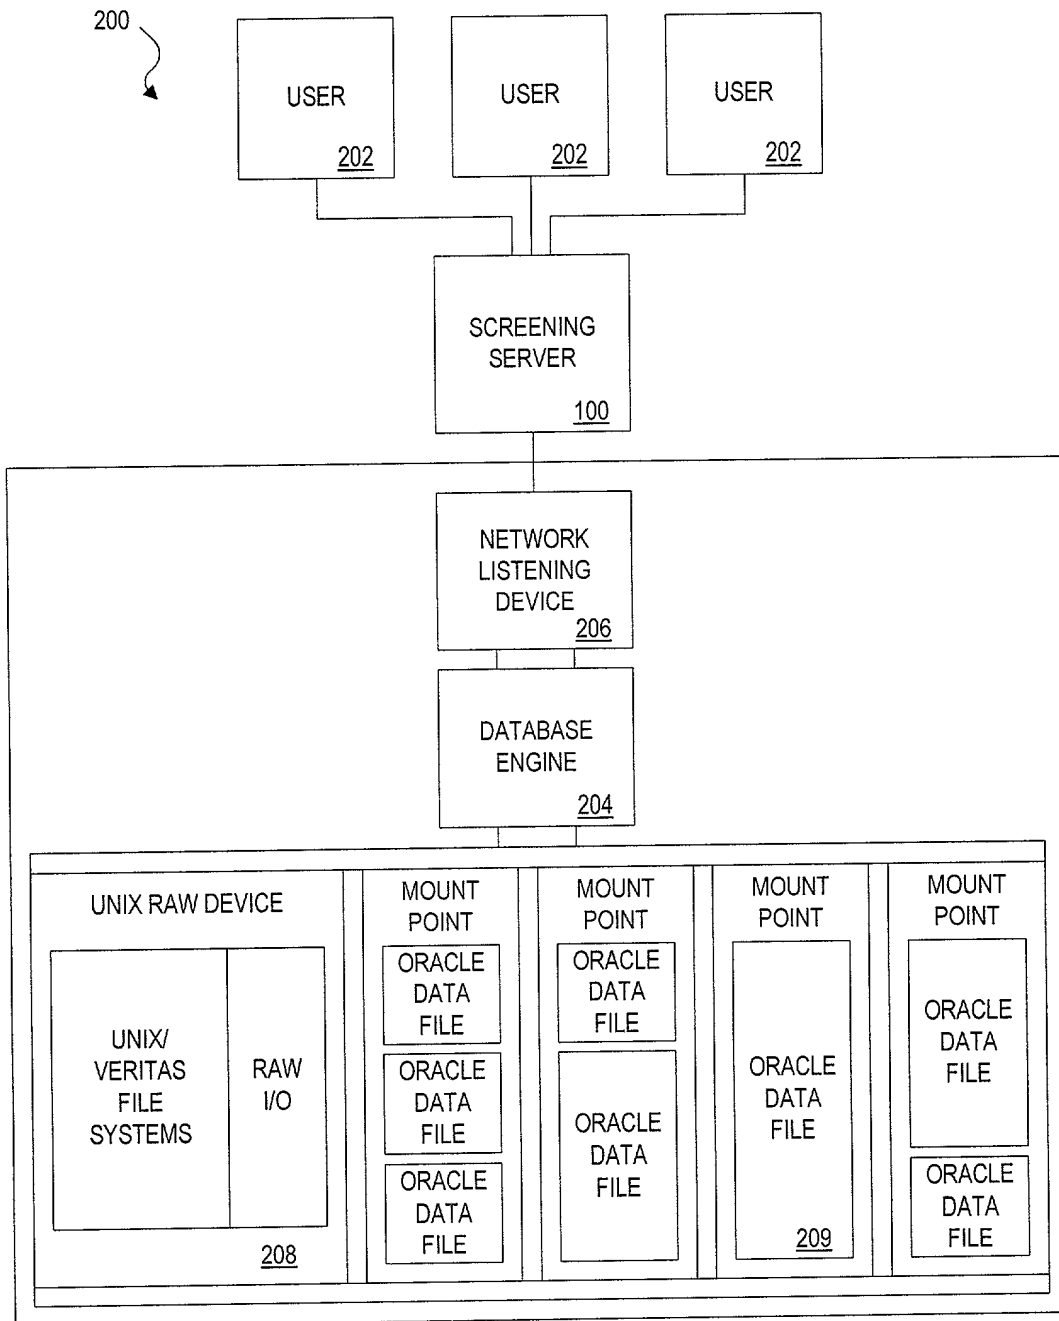 200
USER
202
USER
202
USER
202
SCREENING
SERVER
100
NETWORK
LISTENING
DEVICE
206
DATABASE
ENGINE
204
UNIX RAW DEVICE
UNIX/
VERITAS
FILE
SYSTEMS
RAW
I/O
208
MOUNT
POINT
ORACLE
DATA
FILE
ORACLE
DATA
FILE
ORACLE
DATA
FILE
MOUNT
POINT
ORACLE
DATA
FILE
ORACLE
DATA
FILE
MOUNT
POINT
ORACLE
DATA
FILE
209
MOUNT
POINT
ORACLE
DATA
FILE
ORACLE
DATA
FILE